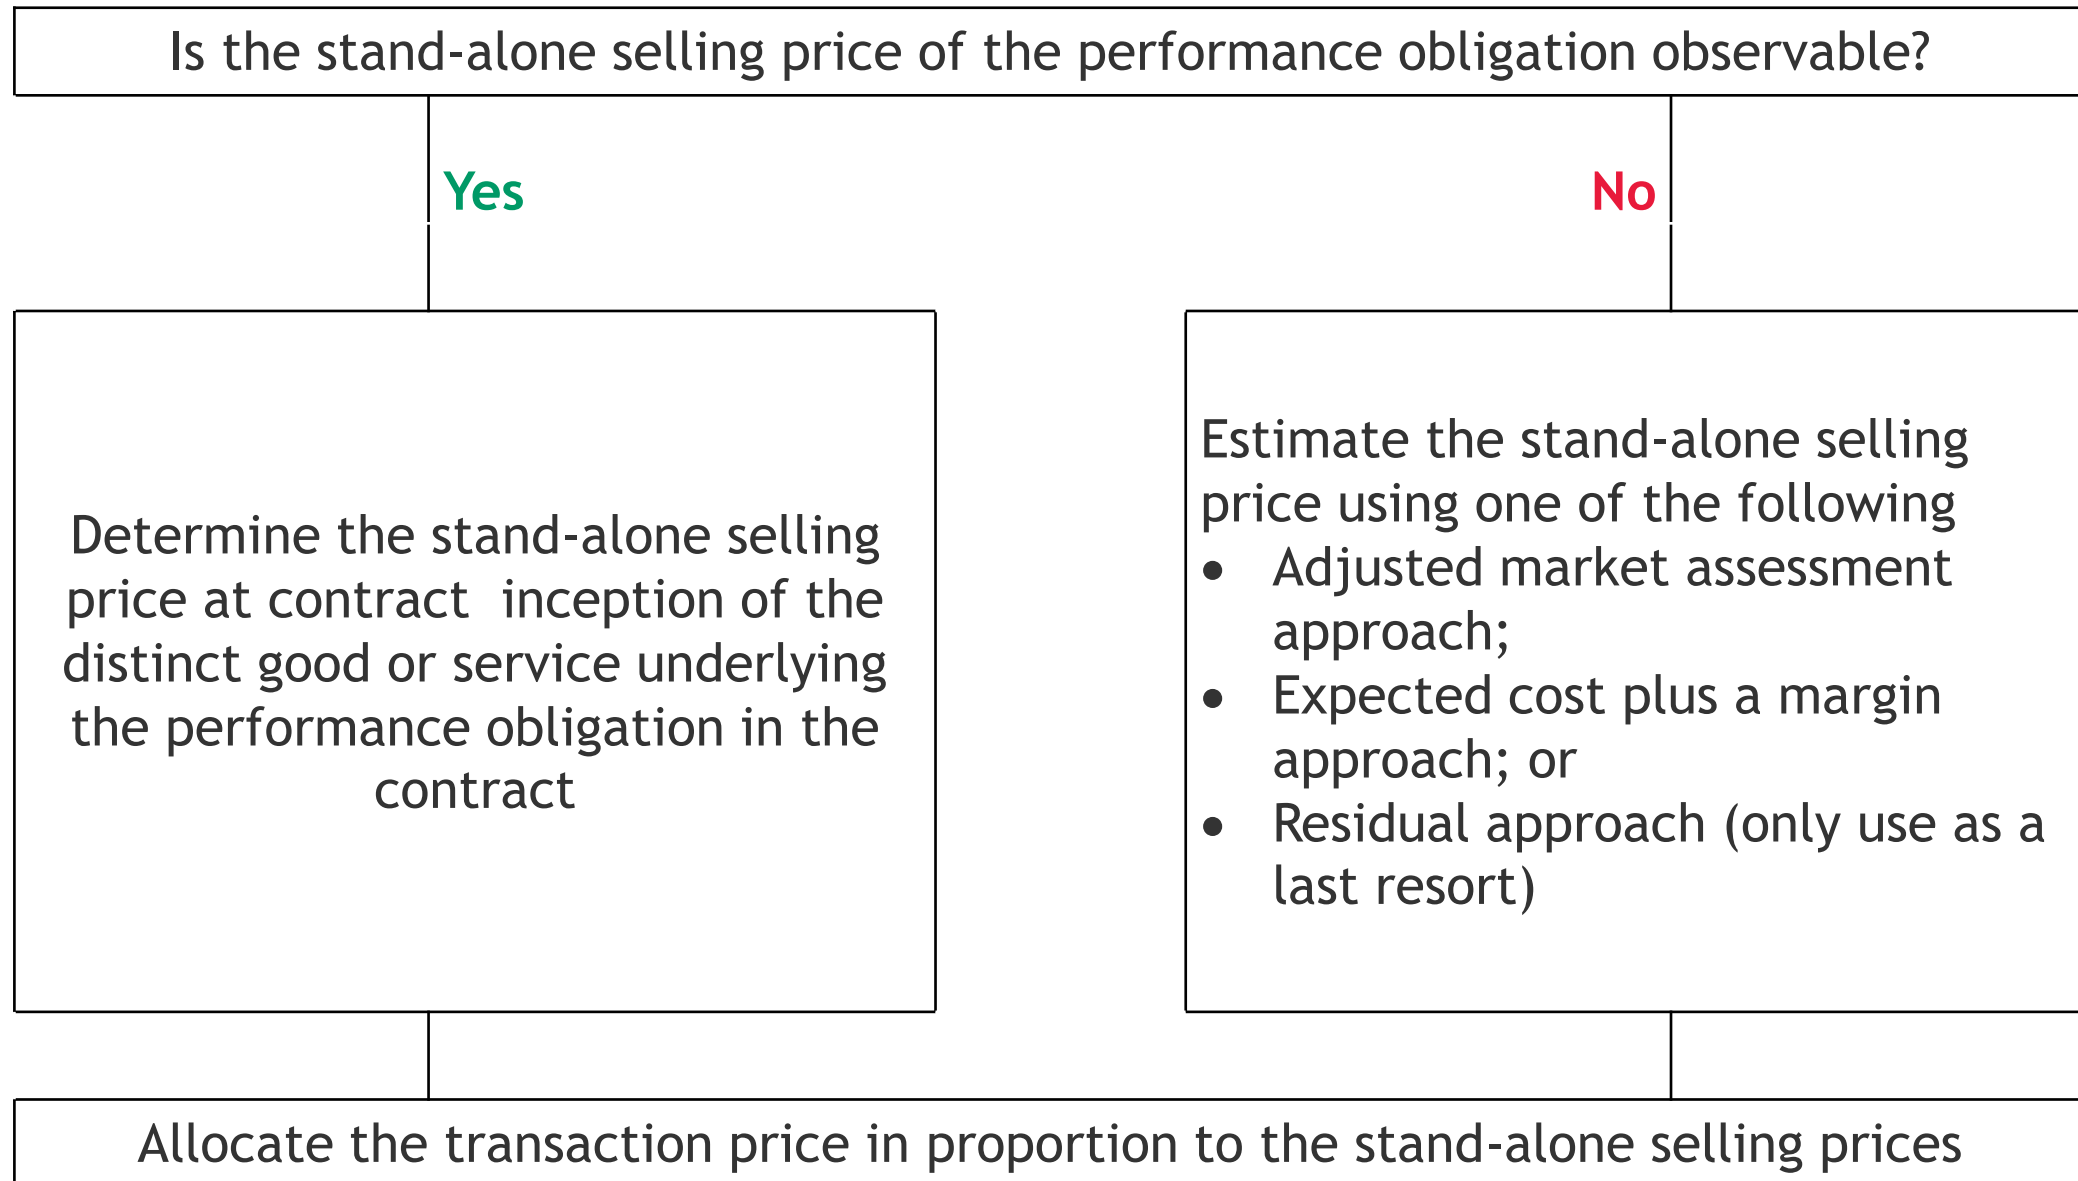 Is the stand-alone selling price of the performance obligation observable?
Yes
No
Determine the stand-alone selling
price at contract  inception of the
distinct good or service underlying
the performance obligation in the
contract
Estimate the stand-alone selling
price using one of the following
● Adjusted market assessment
approach;
● Expected cost plus a margin
approach; or
● Residual approach (only use as a
last resort)
Allocate the transaction price in proportion to the stand-alone selling prices